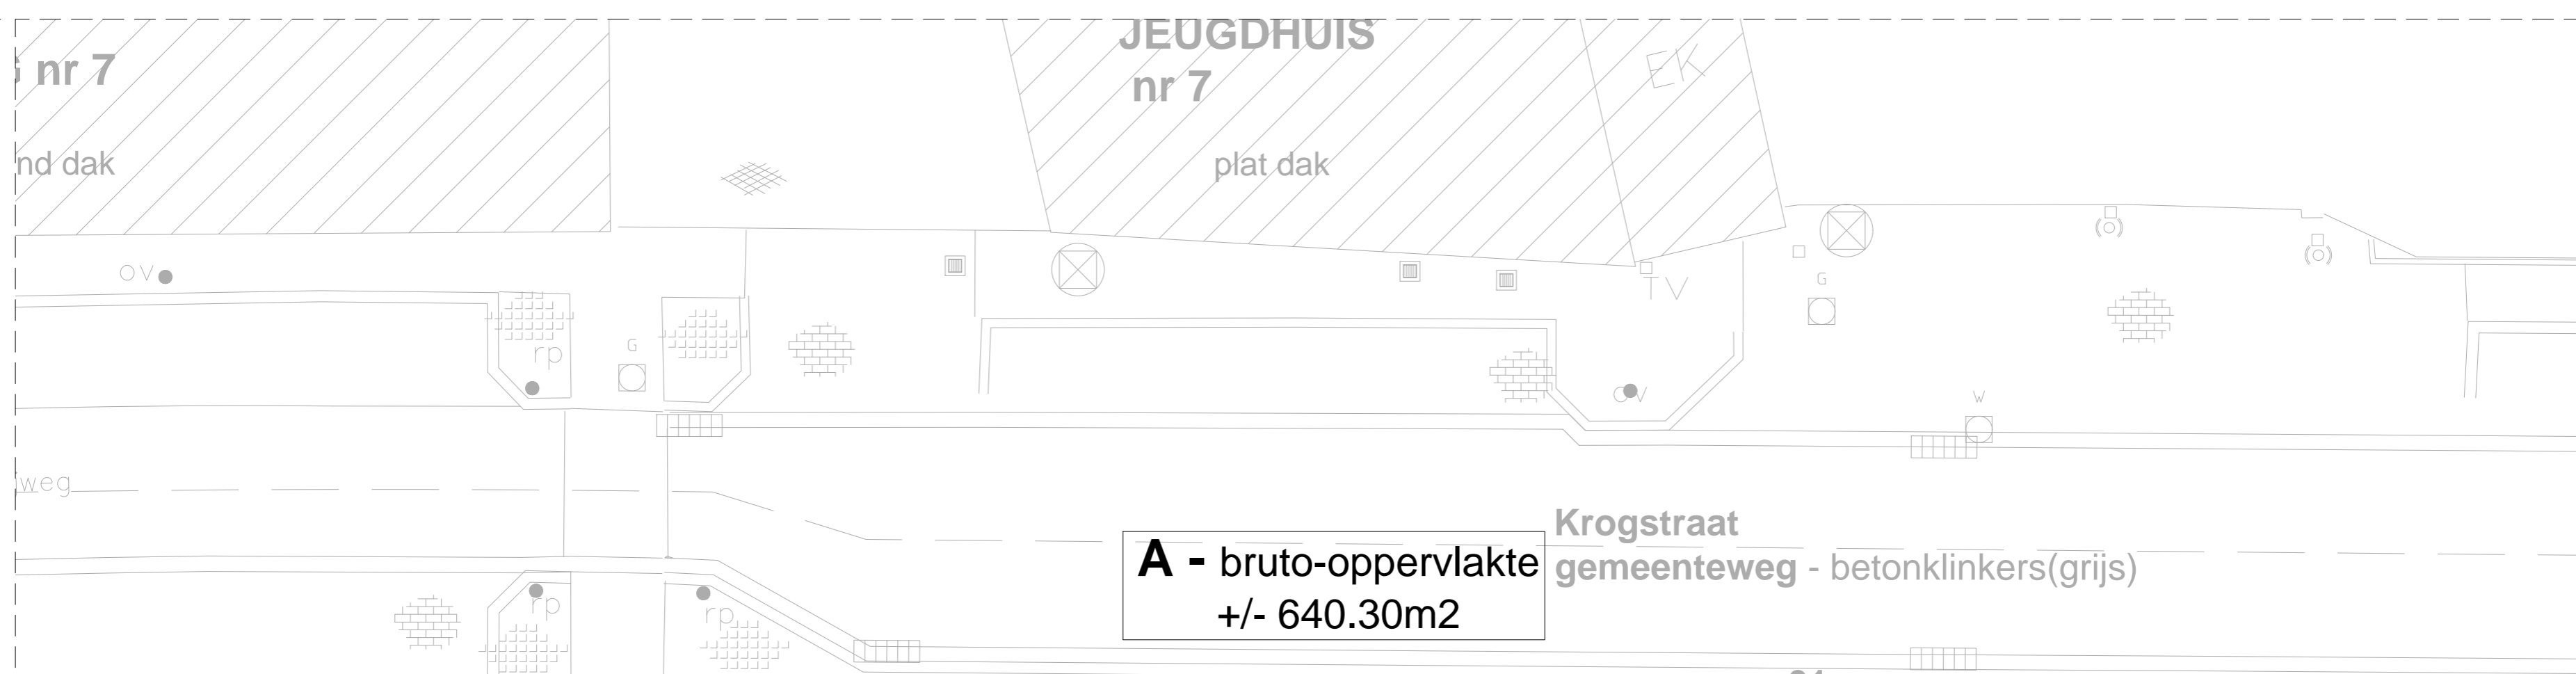 JEUGDHUIS
nr 7
nr 7
EK
nd dak
plat dak
OV
TV
G
G
rp
OV
W
weg
Krogstraat
A - bruto-oppervlakte
+/- 640.30m2
gemeenteweg - betonklinkers(grijs)
rp
rp